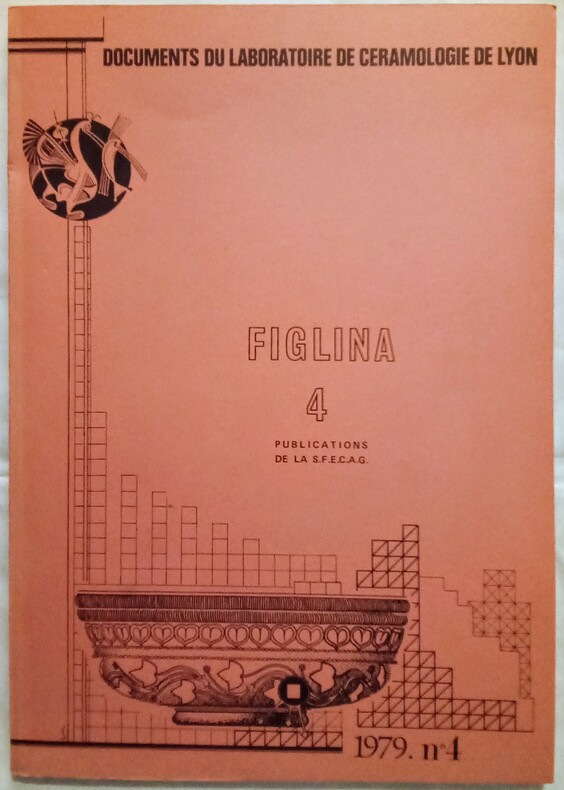 DOCUMENTS DU LABORATOIRE DE CERAMOLOGIE DE LYON
FIGLINA
4
PUBLICATIONS
DE LA S.F.E.C.A.G.
1979. n°4